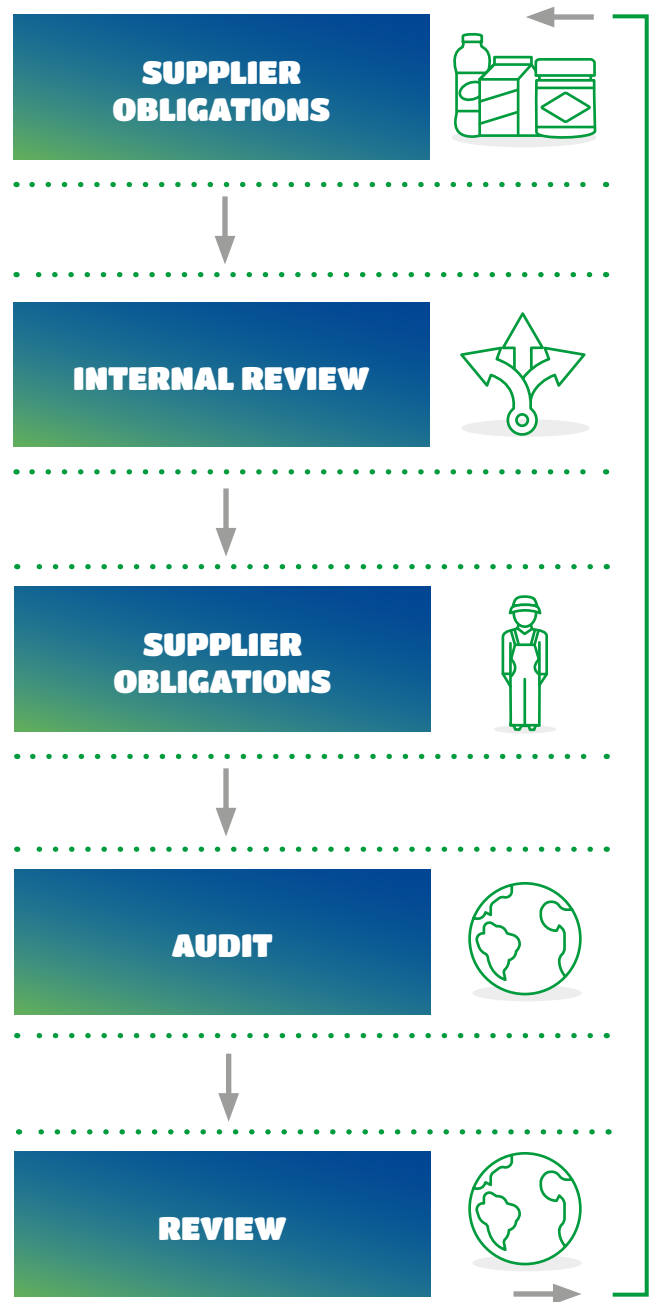 SUPPLIER
OBLIGATIONS
INTERNAL REVIEW
SUPPLIER
OBLIGATIONS
AUDIT
REVIEW